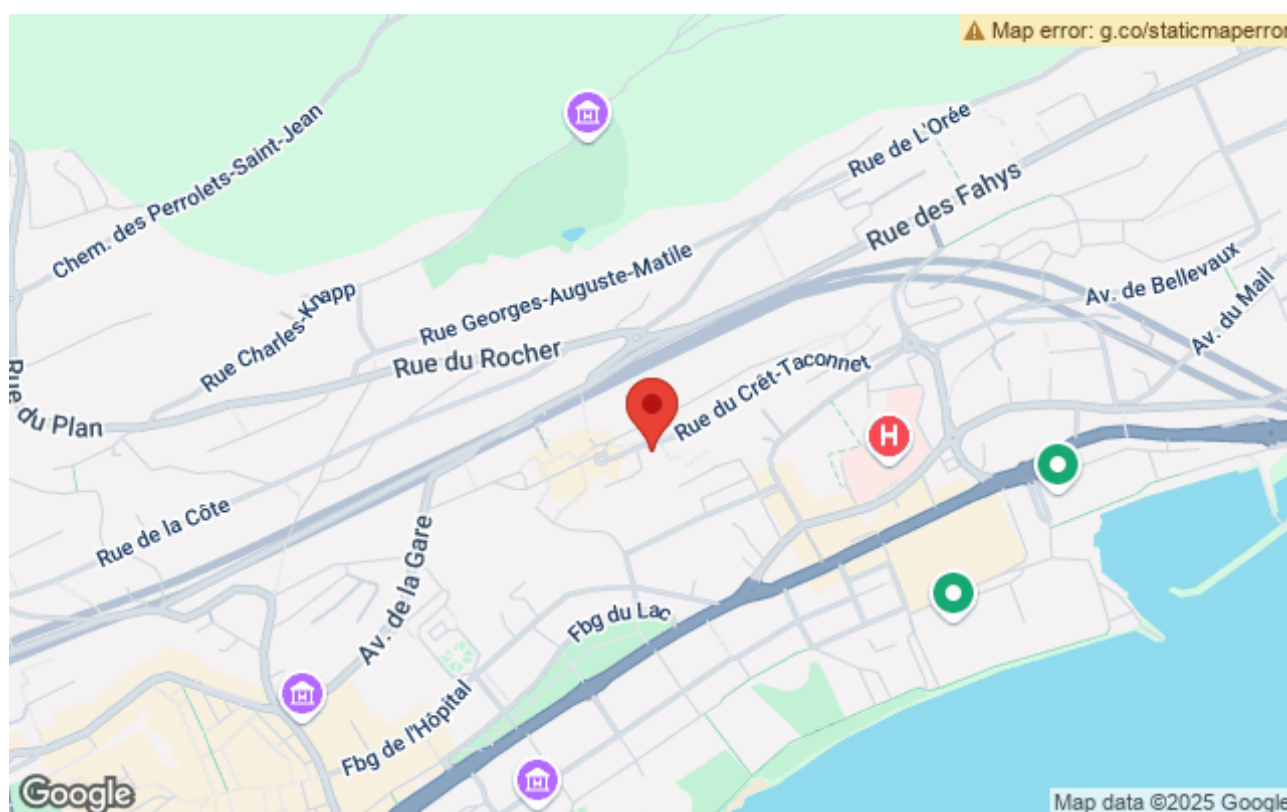 Map error: g.co/staticmaperror
Rue de L'Orée
Chem. des Perrolets-Saint-Jean
Rue des Fahys
Rue Georges-Auguste-Matile
Av. de Bellevaux
Rue Charles-Knapp
Av. du Mail
Rue du Rocher
Rue du Plan
Rue du Crêt-Taconnet
H
Rue de la Côte
Av. de la Gare
Fbg du Lac
Fbg de l'Hôpital
Google
Map data ©2025 Google